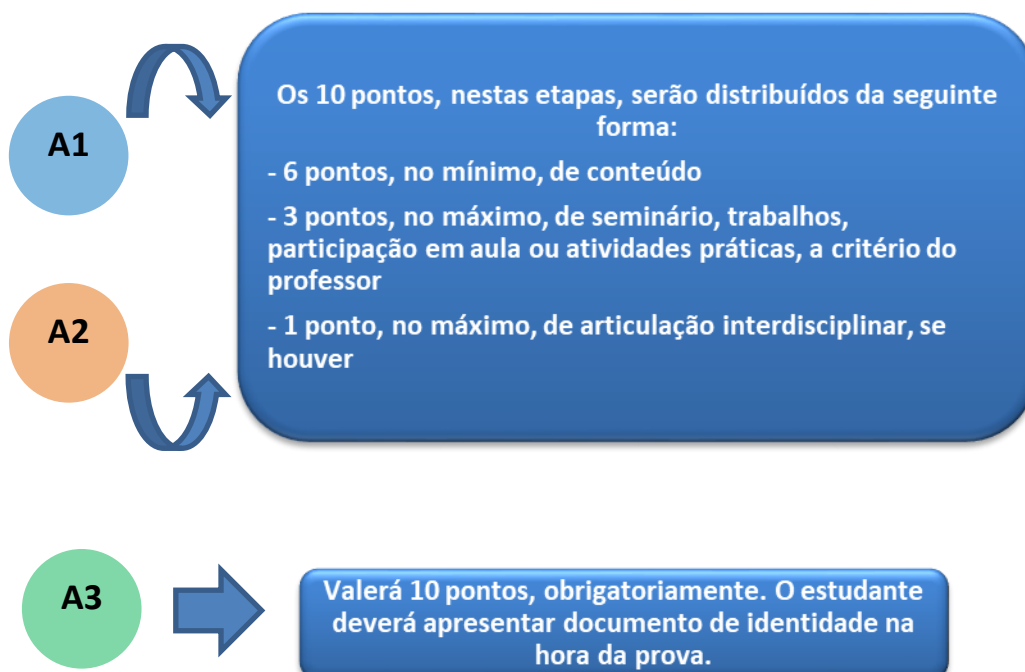 A1
Os 10 pontos, nestas etapas, serão distribuídos da seguinte
forma:
- 6 pontos, no mínimo, de conteúdo
- 3 pontos, no máximo, de seminário, trabalhos,
participação em aula ou atividades práticas, a critério do
professor
- 1 ponto, no máximo, de articulação interdisciplinar, se
houver
A2
A3
Valerá 10 pontos, obrigatoriamente. O estudante
deverá apresentar documento de identidade na
hora da prova.